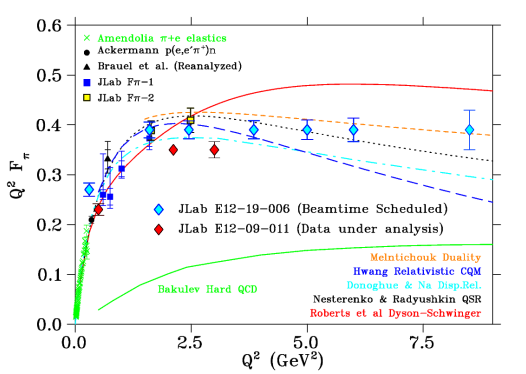 0.6
0.5
0.4
0.3
0.2
0.1
0.0
Q² Fπ
Amendolia π+e elastics
Ackermann p(e,e′π⁺)n
Brauel et al. (Reanalyzed)
JLab Fπ−1
JLab Fπ−2
JLab E12−19−006 (Beamtime Scheduled)
JLab E12−09−011 (Data under analysis)
Melnitchouk Duality
Hwang Relativistic CQM
Donoghue & Na Disp.Rel.
Nesterenko & Radyushkin QSR
Roberts et al Dyson−Schwinger
Bakulev Hard QCD
0.0 2.5 5.0 7.5
Q² (GeV²)